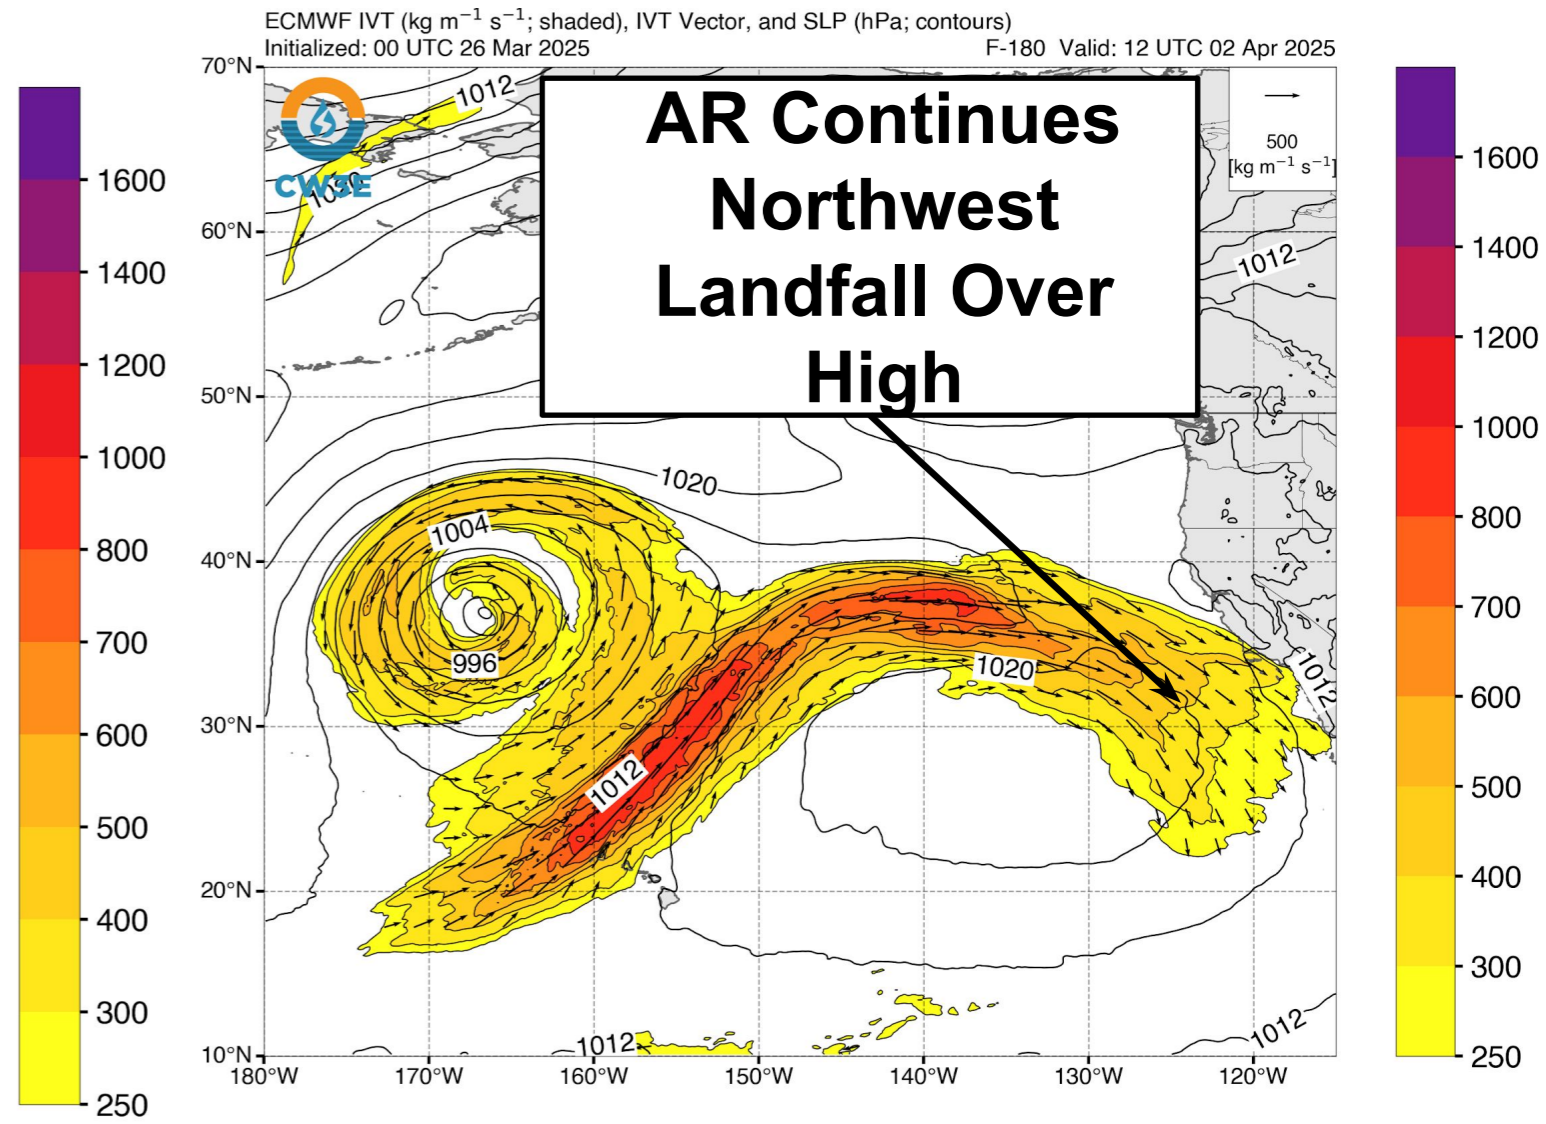 ECMWF IVT (kg m⁻¹ s⁻¹; shaded), IVT Vector, and SLP (hPa; contours)
Initialized: 00 UTC 26 Mar 2025
F-180 Valid: 12 UTC 02 Apr 2025
AR Continues
Northwest
Landfall Over
High
500
[kg m⁻¹ s⁻¹]
CW3E
1600
1400
1200
1000
800
700
600
500
400
300
250
70°N
60°N
50°N
40°N
30°N
20°N
10°N
1012
1012
1020
1004
996
1020
1012
1012
1012
1012
180°W
170°W
160°W
150°W
140°W
130°W
120°W
1600
1400
1200
1000
800
700
600
500
400
300
250